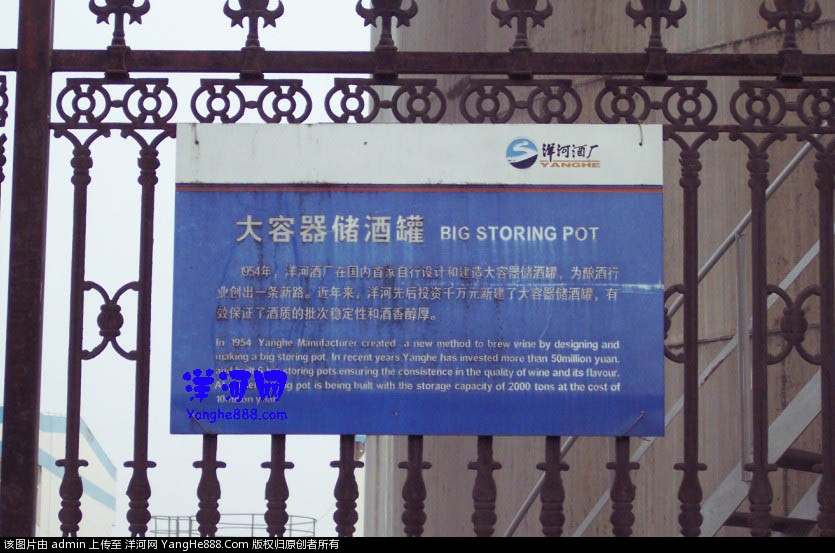 洋河酒厂
YANGHE
大容器储酒罐 BIG STORING POT
1954年，洋河酒厂在国内首家自行设计和建造大容器储酒罐，为酿酒行
业创出一条新路。近年来，洋河先后投资千万元新建了大容器储酒罐，有
效保证了酒质的批次稳定性和酒香醇厚。
In 1954 Yanghe Manufacturer created a new method to brew wine by designing and
making a big storing pot. In recent years Yanghe has invested more than 50million yuan.
storing pots ensuring the consistence in the quality of wine and its flavour.
pot is being built with the storage capacity of 2000 tons at the cost of
洋河网
Yanghe888.com
该图片由 admin 上传至 洋河网 YangHe888.Com 版权归原创者所有